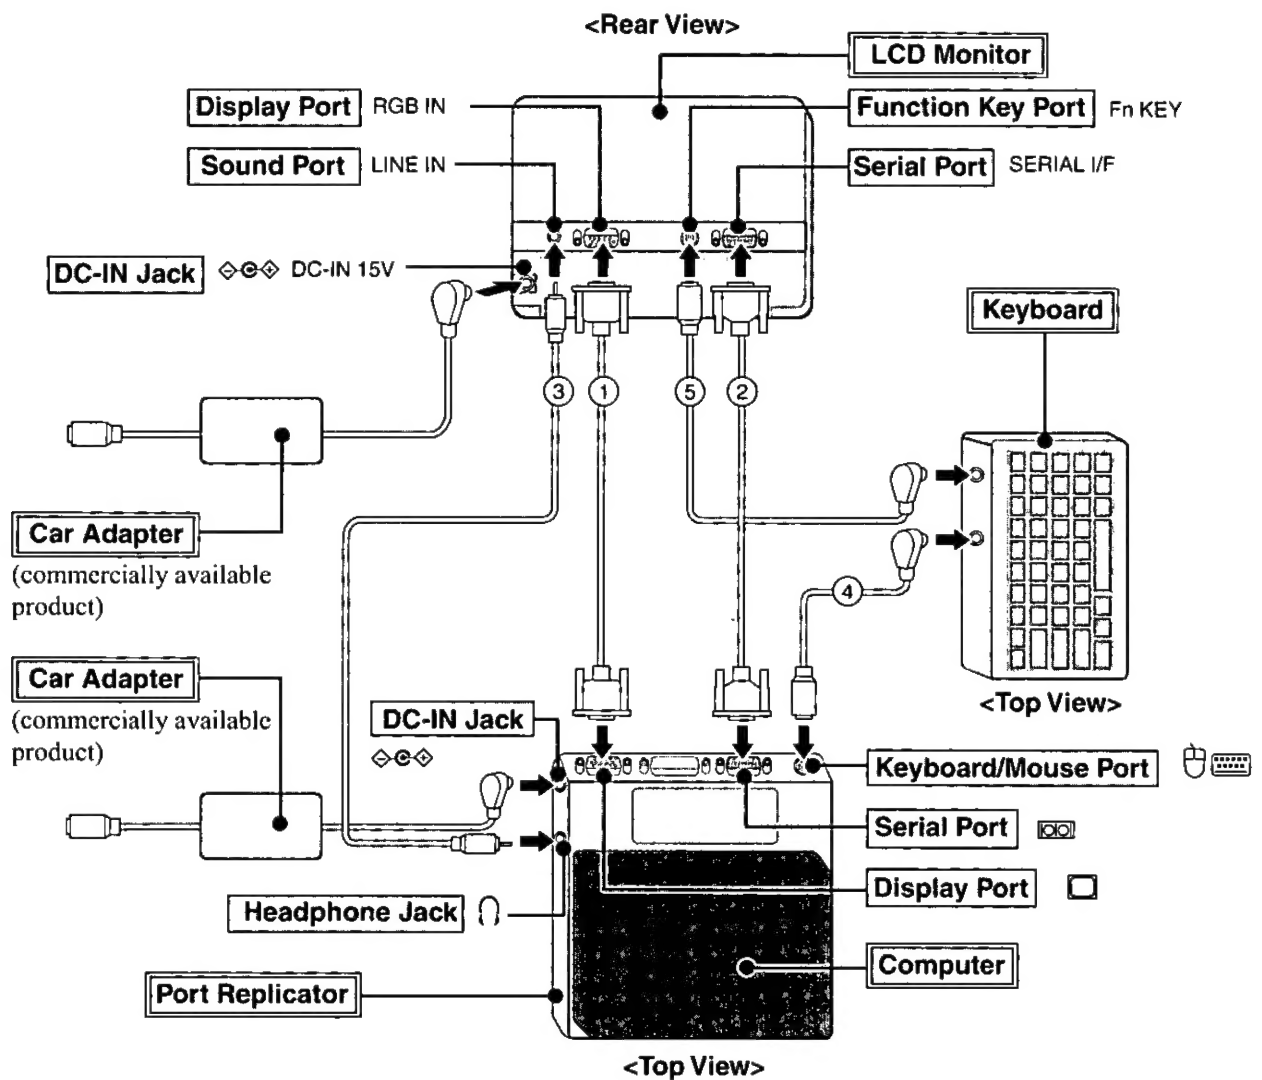 <Rear View>
LCD Monitor
Display Port RGB IN
Function Key Port Fn KEY
Sound Port LINE IN
Serial Port SERIAL I/F
DC-IN Jack DC-IN 15V
Keyboard
3 1 5 2
Car Adapter
(commercially available
product)
4
Car Adapter
(commercially available
product)
<Top View>
DC-IN Jack
Keyboard/Mouse Port
Serial Port
Display Port
Headphone Jack
Computer
Port Replicator
<Top View>